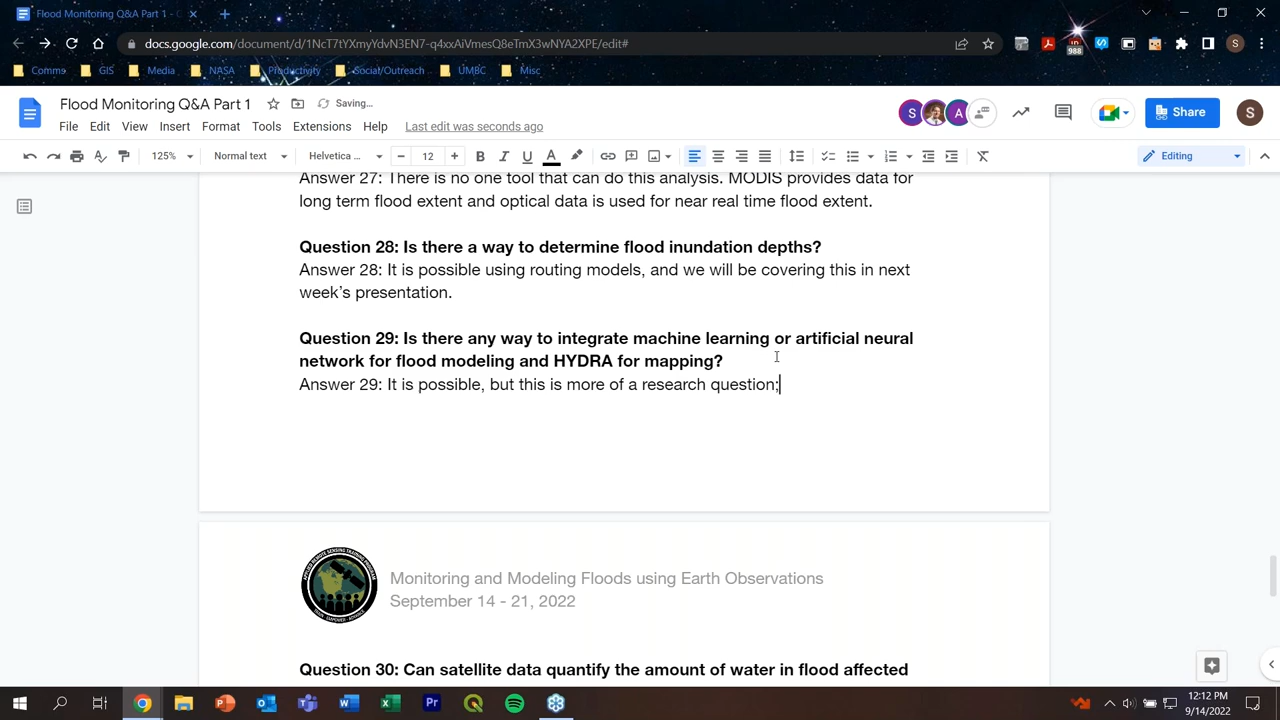 Flood Monitoring Q&A Part 1 - G
docs.google.com/document/d/1NcT7tYXmyYdvN3EN7-q4xxAiVmesQ8eTmX3wNYA2XPE/edit#
988
S
Comms
GIS
Media
NASA
Productivity
Social/Outreach
UMBC
Misc
Flood Monitoring Q&A Part 1
Saving...
File Edit View Insert Format Tools Extensions Help Last edit was seconds ago
S
A
Share
S
125%
Normal text
Helvetica ...
12
B I U A
Editing
Answer 27: There is no one tool that can do this analysis. MODIS provides data for
long term flood extent and optical data is used for near real time flood extent.
Question 28: Is there a way to determine flood inundation depths?
Answer 28: It is possible using routing models, and we will be covering this in next
week's presentation.
Question 29: Is there any way to integrate machine learning or artificial neural
network for flood modeling and HYDRA for mapping?
Answer 29: It is possible, but this is more of a research question;
APPLIED REMOTE SENSING TRAINING PROGRAM
Monitoring and Modeling Floods using Earth Observations
September 14 - 21, 2022
Question 30: Can satellite data quantify the amount of water in flood affected
12:12 PM
9/14/2022